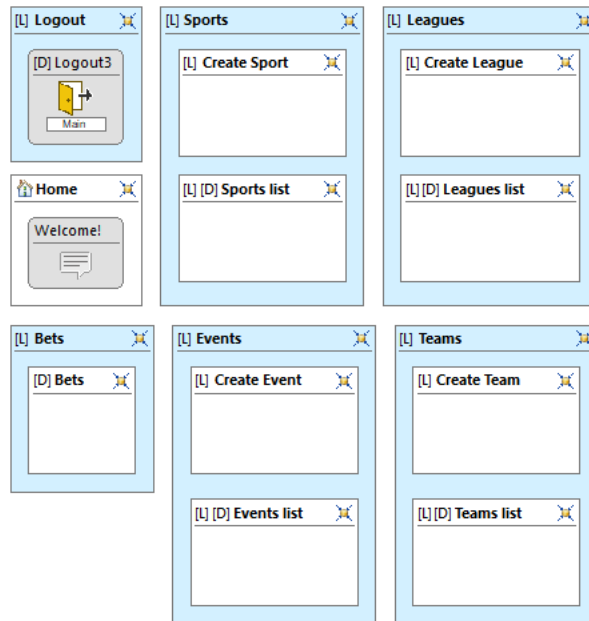 [L] Logout
[D] Logout3
Main
Home
Welcome!
[L] Sports
[L] Create Sport
[L] [D] Sports list
[L] Leagues
[L] Create League
[L] [D] Leagues list
[L] Bets
[D] Bets
[L] Events
[L] Create Event
[L] [D] Events list
[L] Teams
[L] Create Team
[L] [D] Teams list